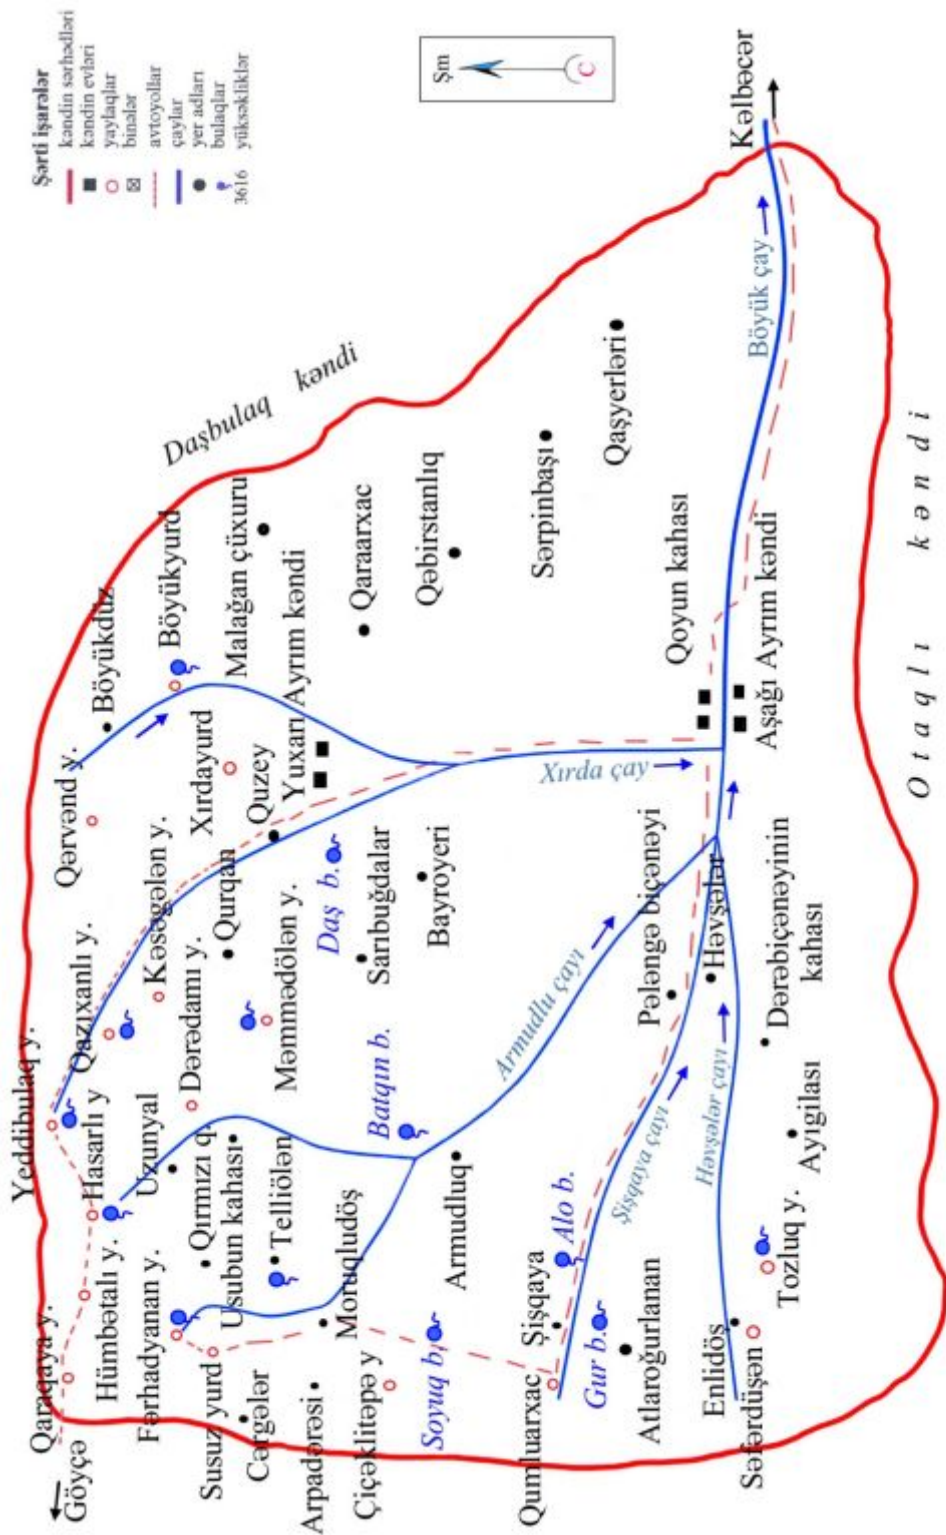 Şərti işarələr
kəndin sərhədləri
kəndin evləri
yaylaqlar
binələr
avtoyollar
çaylar
yer adları
bulaqlar
3616 yüksəkliklər
Şm
C
Göyçə
Qaraqaya y.
Yeddibulaq y.
Hümbətalı y.
Hasarlı y
Qazıxanlı y.
Qərvənd y.
Böyükdüz
Daşbulaq kəndi
Fərhadyanan y.
Uzunyal
Kəsəgələn y.
Böyükyurd
Susuz yurd
Qırmızı q.
Dərədamı y.
Xırdayurd
Malağan çüxuru
Cərgələr
Usubun kahası
Qurqan
Quzey
Telliölən
Məmmədölən y.
Yuxarı Ayrım kəndi
Arpadərəsi
Moruqludöş
Daş b.
Qaraarxac
Çiçəklitəpə y
Batqın b.
Sarıbuğdalar
Qəbirstanlıq
Soyuq b.
Armudluq
Bayroyeri
Armudlu çayı
Xırda çay
Sərpinbaşı
Qaşyerləri
Qumluarxac
Şişqaya
Alo b.
Gur b.
Şişqaya çayı
Pələngə biçənəyi
Qoyun kahası
Kəlbəcər
Böyük çay
Atlaroğurlanan
Həvşələr
Həvşələr çayı
Enlidöş
Səfərdüşən
Tozluq y.
Ayıgilası
Dərəbiçənəyinin
kahası
Aşağı Ayrım kəndi
Otaqlı kəndi